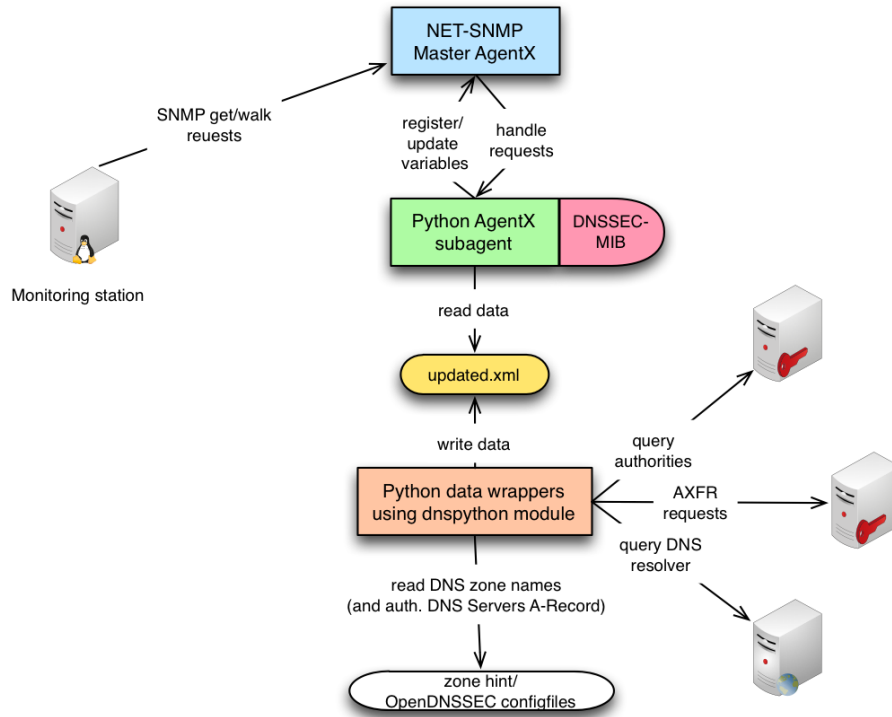 NET-SNMP
Master AgentX
SNMP get/walk
reuests
register/
update
variables
handle
requests
Python AgentX
subagent
DNSSEC-
MIB
Monitoring station
read data
updated.xml
write data
query
authorities
Python data wrappers
using dnspython module
AXFR
requests
query DNS
resolver
read DNS zone names
(and auth. DNS Servers A-Record)
zone hint/
OpenDNSSEC configfiles